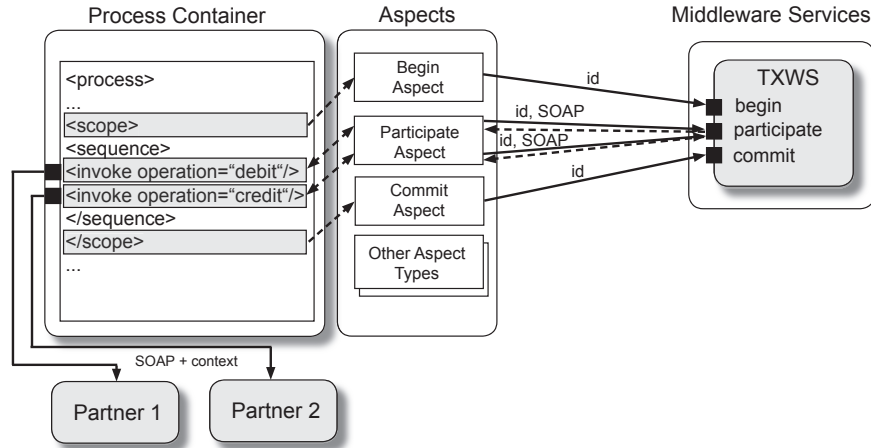 Process Container
Aspects
Middleware Services
<process>
...
<scope>
<sequence>
<invoke operation=“debit“/>
<invoke operation=“credit“/>
</sequence>
</scope>
...
Begin
Aspect
Participate
Aspect
Commit
Aspect
Other Aspect
Types
id
id, SOAP
id, SOAP
id
TXWS
begin
participate
commit
SOAP + context
Partner 1
Partner 2